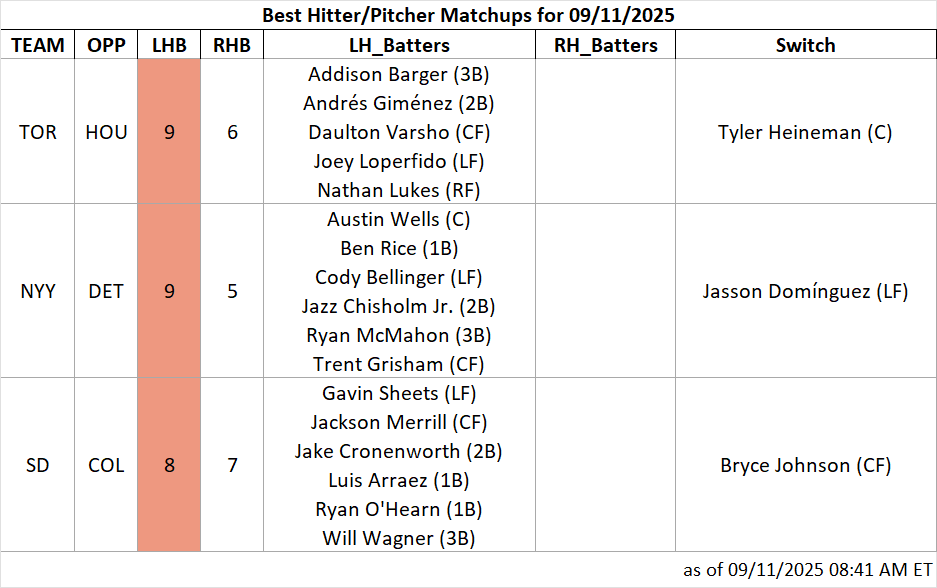 Best Hitter/Pitcher Matchups for 09/11/2025
TEAM OPP LHB RHB LH_Batters RH_Batters Switch
Addison Barger (3B)
Andrés Giménez (2B)
TOR HOU 9 6 Daulton Varsho (CF) Tyler Heineman (C)
Joey Loperfido (LF)
Nathan Lukes (RF)
Austin Wells (C)
Ben Rice (1B)
Cody Bellinger (LF)
NYY DET 9 5 Jasson Domínguez (LF)
Jazz Chisholm Jr. (2B)
Ryan McMahon (3B)
Trent Grisham (CF)
Gavin Sheets (LF)
Jackson Merrill (CF)
Jake Cronenworth (2B)
SD COL 8 7 Bryce Johnson (CF)
Luis Arraez (1B)
Ryan O'Hearn (1B)
Will Wagner (3B)
as of 09/11/2025 08:41 AM ET